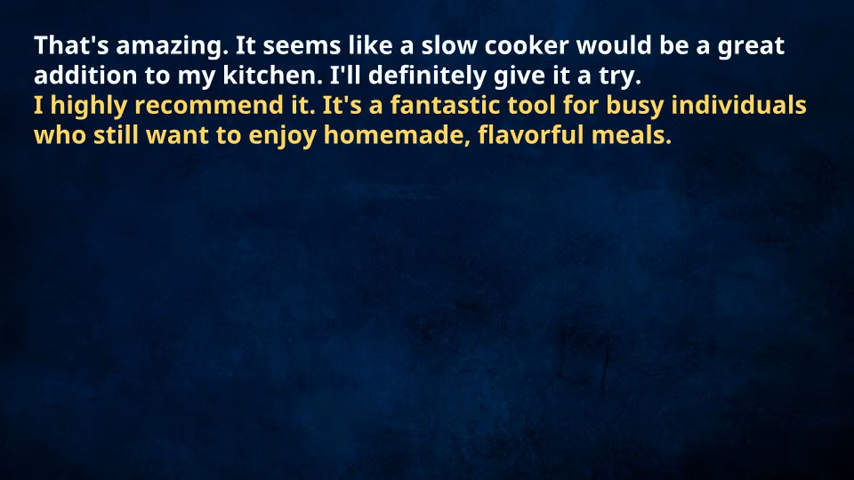 That's amazing. It seems like a slow cooker would be a great
addition to my kitchen. I'll definitely give it a try.
I highly recommend it. It's a fantastic tool for busy individuals
who still want to enjoy homemade, flavorful meals.